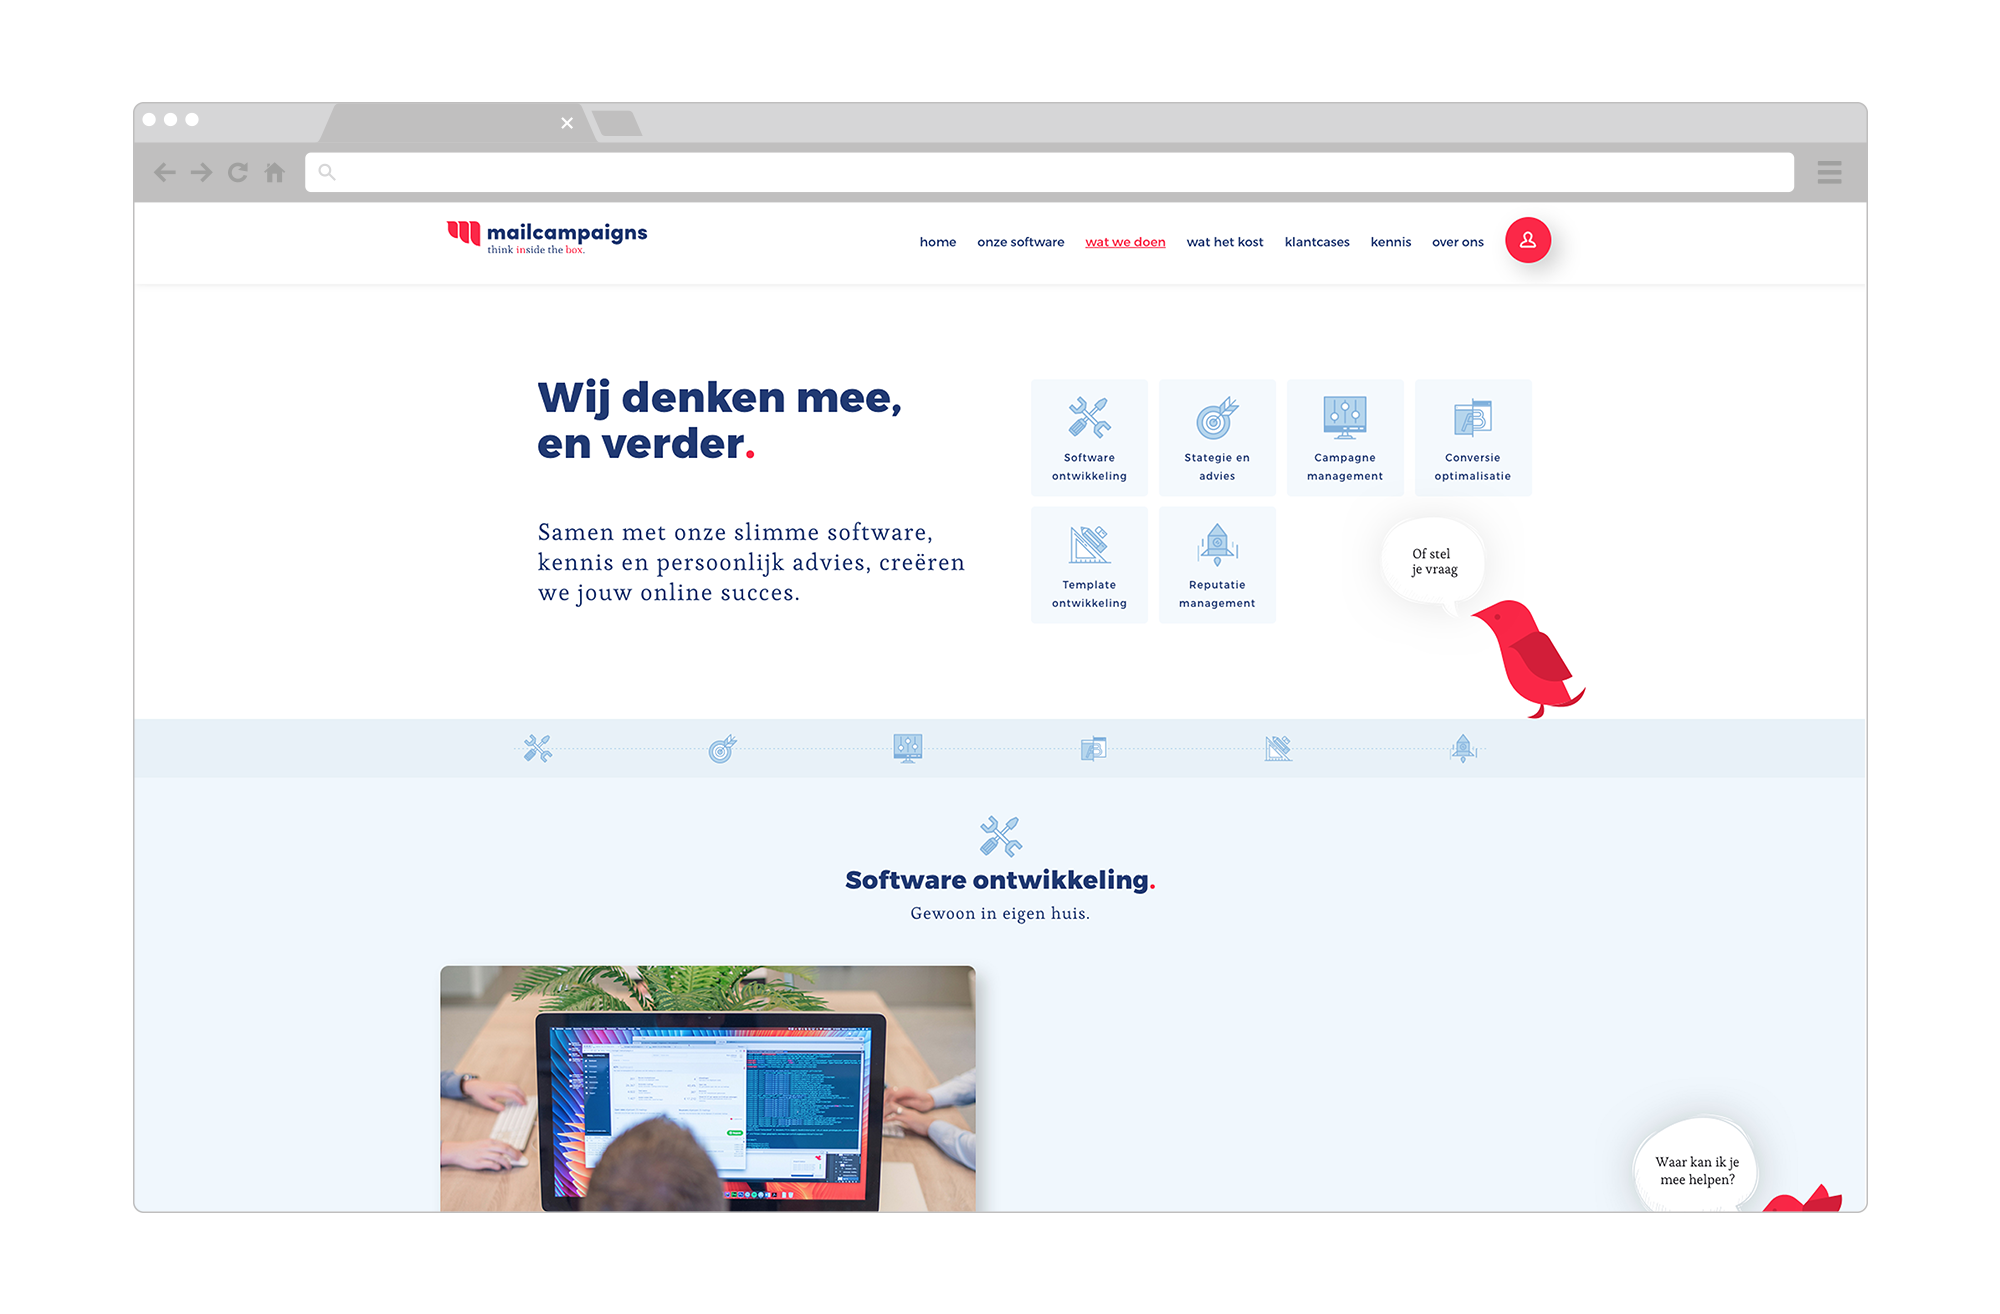 mailcampaigns
think inside the box.
home onze software wat we doen wat het kost klantcases kennis over ons
Wij denken mee,
en verder.
Samen met onze slimme software,
kennis en persoonlijk advies, creëren
we jouw online succes.
Software
ontwikkeling
Stategie en
advies
Campagne
management
Conversie
optimalisatie
Template
ontwikkeling
Reputatie
management
Of stel
je vraag
Software ontwikkeling.
Gewoon in eigen huis.
Waar kan ik je
mee helpen?